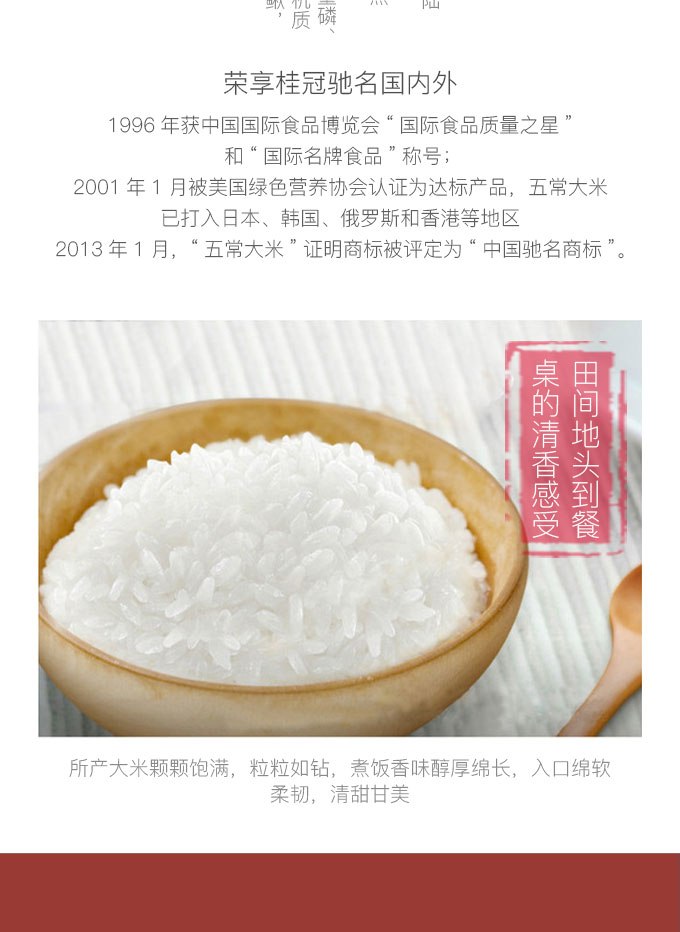 量磷、
机质
荣享桂冠驰名国内外
1996 年获中国国际食品博览会“ 国际食品质量之星 ”
和“ 国际名牌食品 ”称号；
2001 年 1 月被美国绿色营养协会认证为达标产品，五常大米
已打入日本、韩国、俄罗斯和香港等地区
2013 年 1 月，“ 五常大米 ”证明商标被评定为“ 中国驰名商标 ”。
田间地头到餐
桌的清香感受
所产大米颗颗饱满，粒粒如钻，煮饭香味醇厚绵长，入口绵软
柔韧，清甜甘美